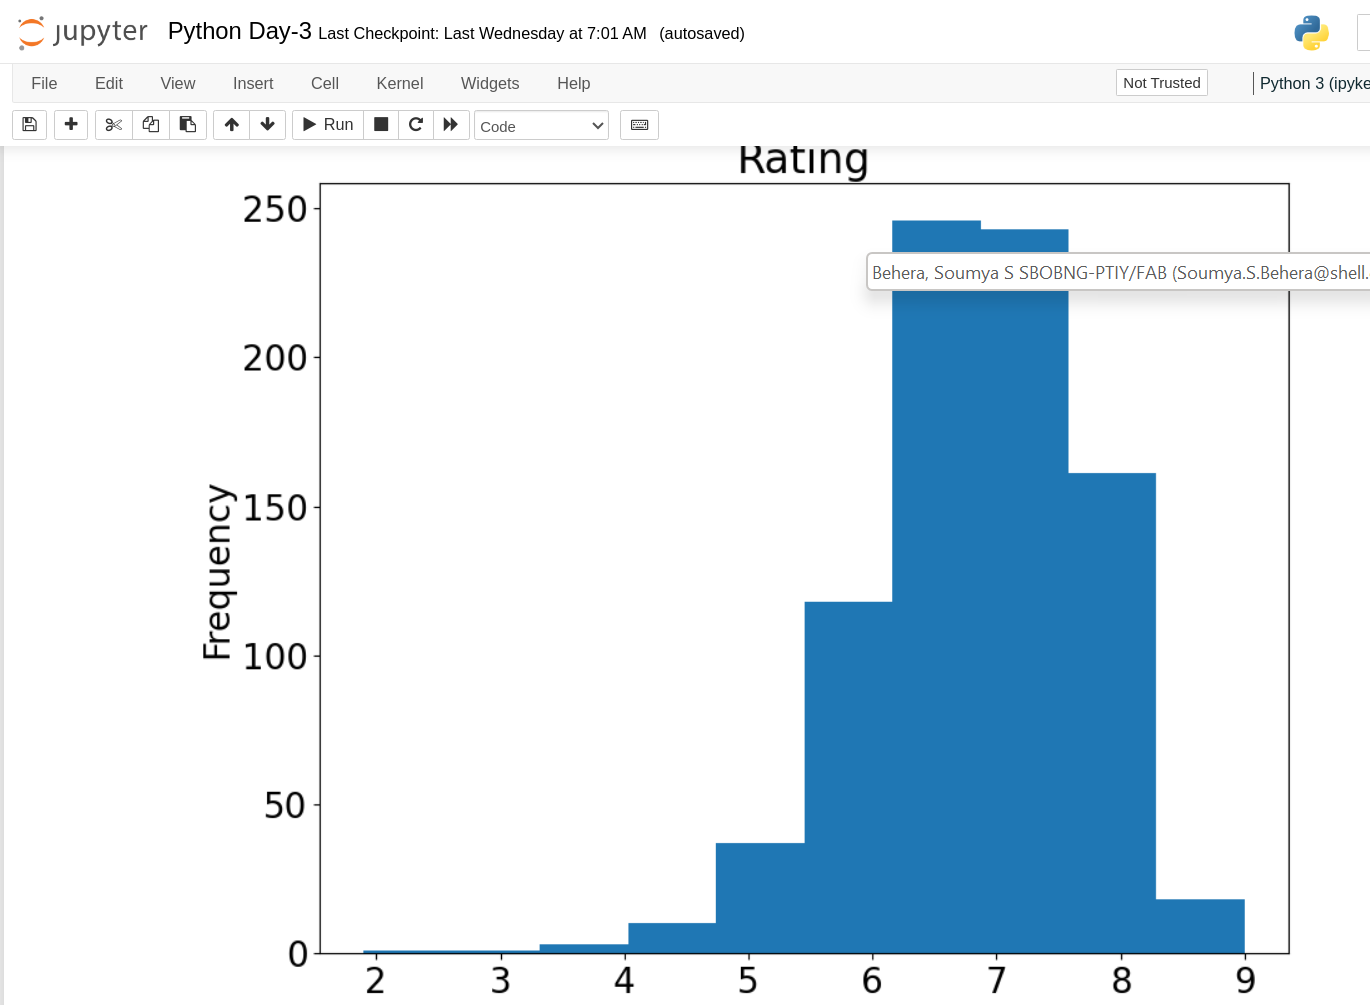 jupyter Python Day-3 Last Checkpoint: Last Wednesday at 7:01 AM (autosaved)
File Edit View Insert Cell Kernel Widgets Help Not Trusted Python 3 (ipyke
Run Code
Rating
250
Behera, Soumya S SBOBNG-PTIY/FAB (Soumya.S.Behera@shell.
200
150
Frequency
100
50
0
2 3 4 5 6 7 8 9